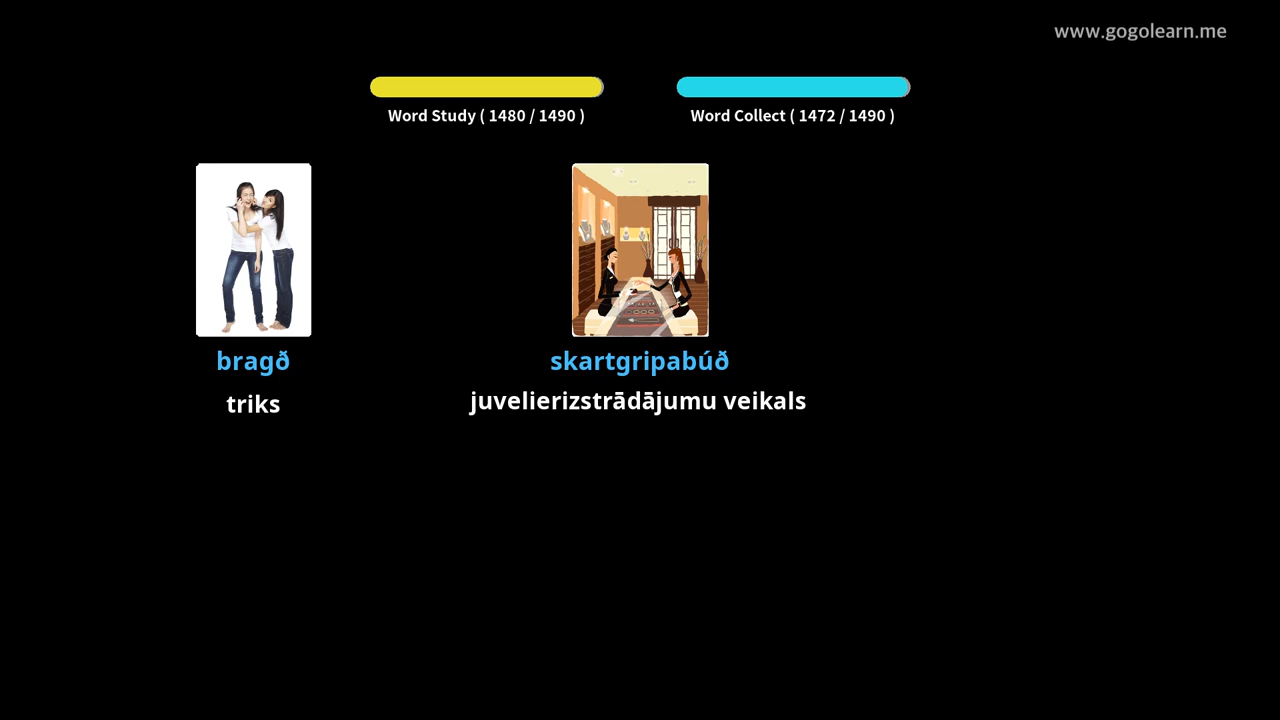 www.gogolearn.me
Word Study ( 1480 / 1490 )
Word Collect ( 1472 / 1490 )
bragð
triks
skartgripabúð
juvelierizstrādājumu veikals